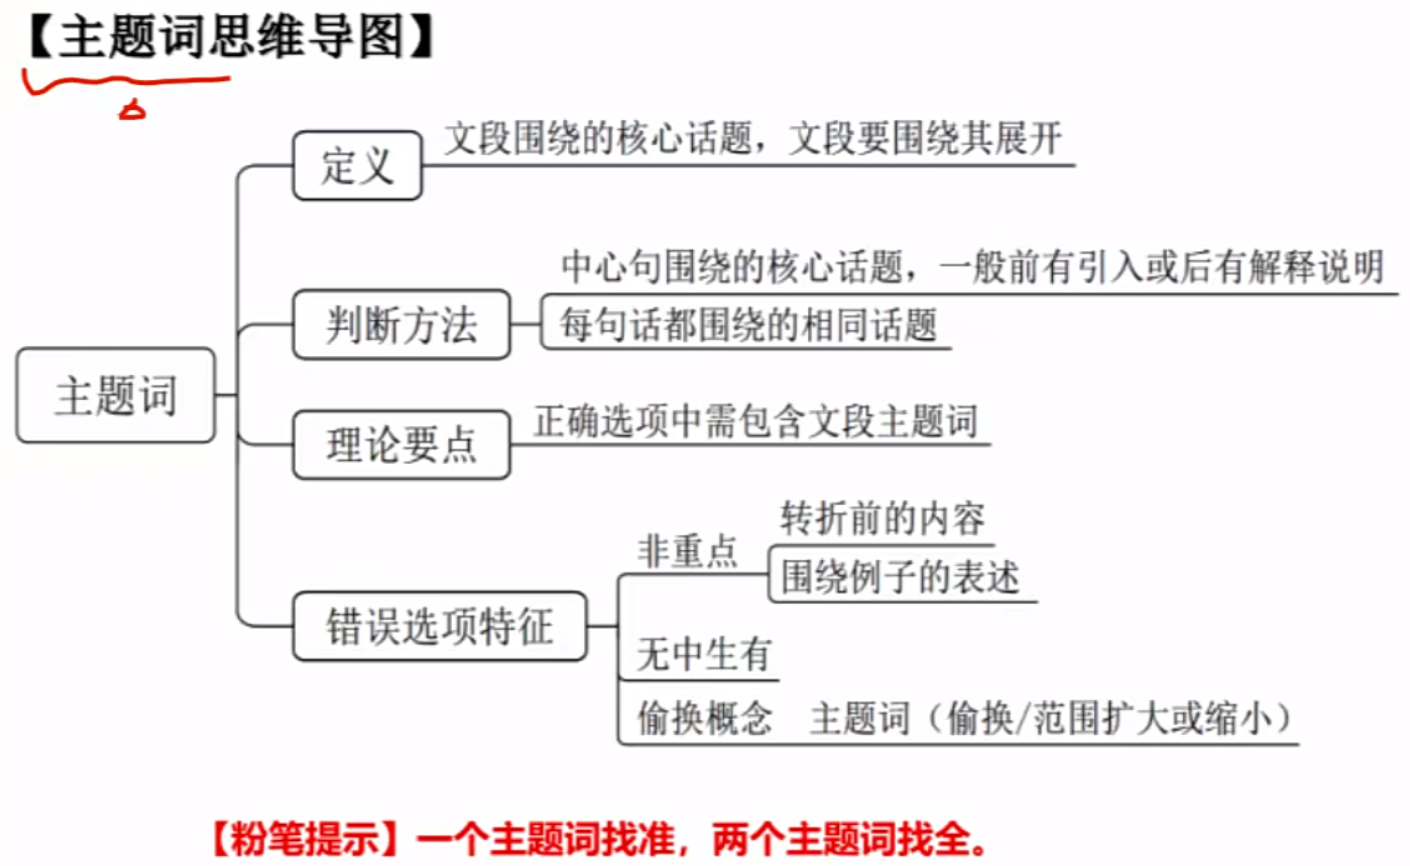 【主题词思维导图】
定义
文段围绕的核心话题，文段要围绕其展开
判断方法
中心句围绕的核心话题，一般前有引入或后有解释说明
每句话都围绕的相同话题
主题词
理论要点
正确选项中需包含文段主题词
错误选项特征
非重点
转折前的内容
围绕例子的表述
无中生有
偷换概念 主题词（偷换/范围扩大或缩小）
【粉笔提示】一个主题词找准，两个主题词找全。